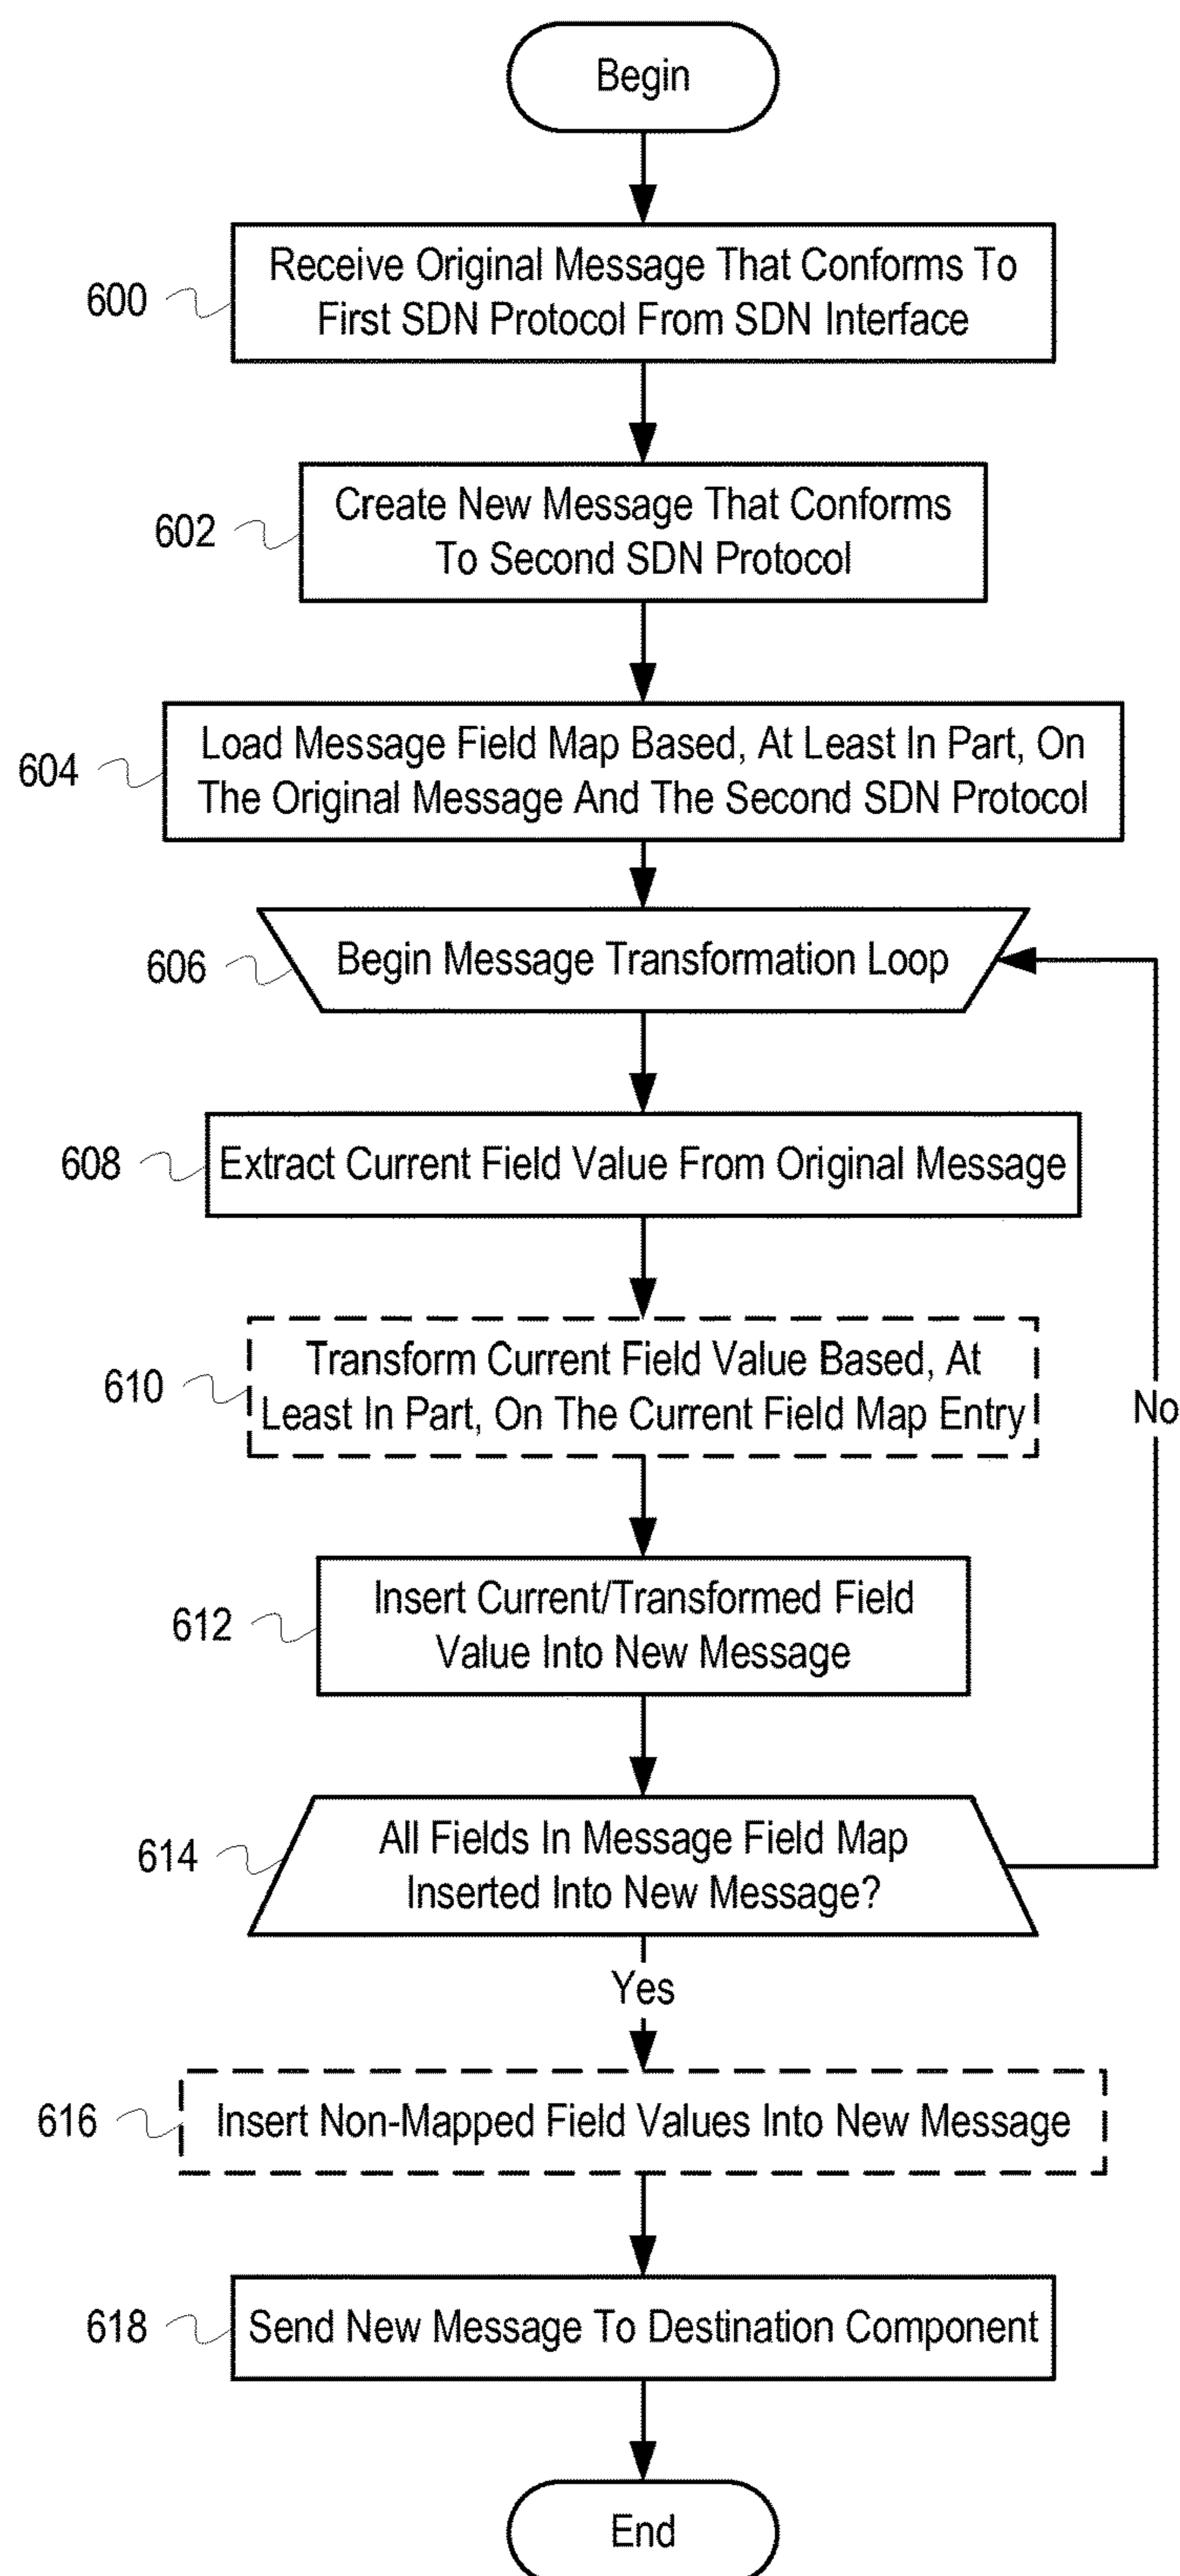 Begin
600
Receive Original Message That Conforms To
First SDN Protocol From SDN Interface
602
Create New Message That Conforms
To Second SDN Protocol
604
Load Message Field Map Based, At Least In Part, On
The Original Message And The Second SDN Protocol
606
Begin Message Transformation Loop
608
Extract Current Field Value From Original Message
610
Transform Current Field Value Based, At
Least In Part, On The Current Field Map Entry
No
612
Insert Current/Transformed Field
Value Into New Message
614
All Fields In Message Field Map
Inserted Into New Message?
Yes
616
Insert Non-Mapped Field Values Into New Message
618
Send New Message To Destination Component
End